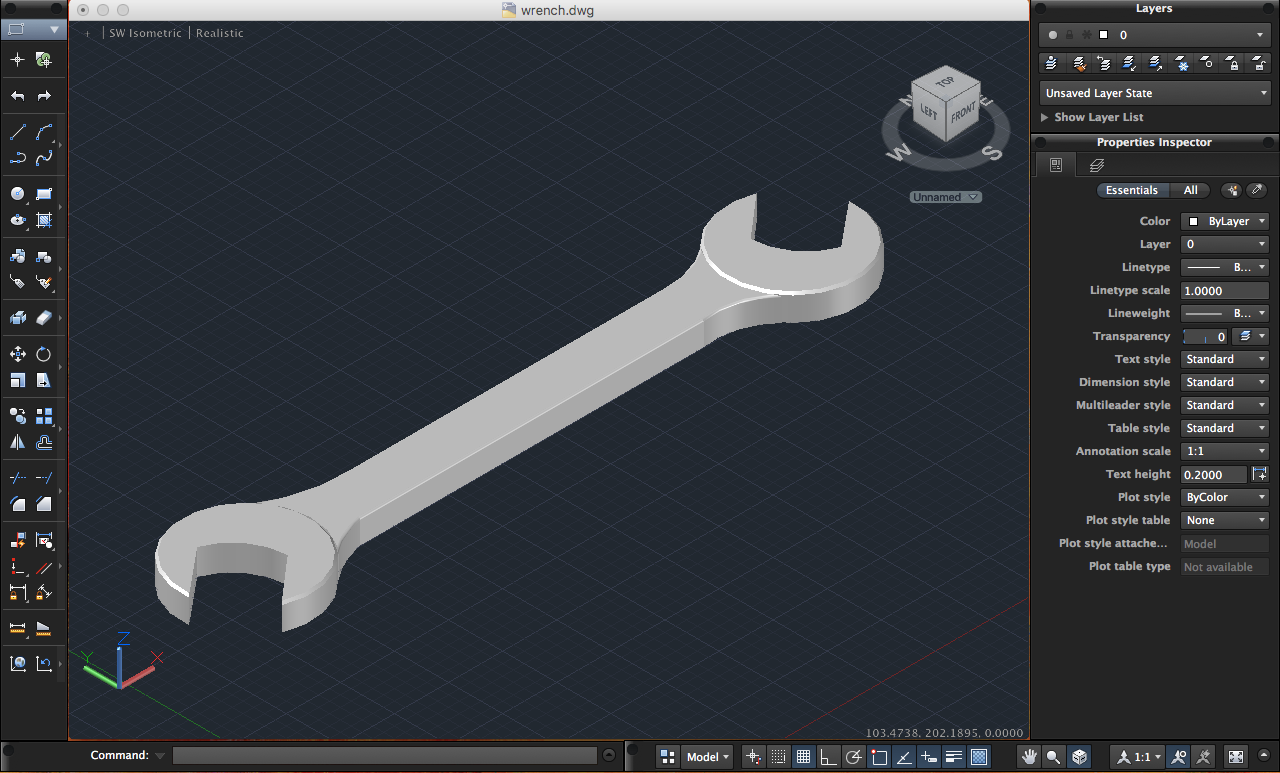 wrench.dwg
+ | SW Isometric | Realistic
TOP
LEFT
FRONT
W
S
Unnamed
Z
Y
X
103.4738, 202.1895, 0.0000
Layers
0
Unsaved Layer State
Show Layer List
Properties Inspector
Essentials All
Color ByLayer
Layer 0
Linetype B...
Linetype scale 1.0000
Lineweight B...
Transparency 0
Text style Standard
Dimension style Standard
Multileader style Standard
Table style Standard
Annotation scale 1:1
Text height 0.2000
Plot style ByColor
Plot style table None
Plot style attache... Model
Plot table type Not available
Command:
Model
1:1